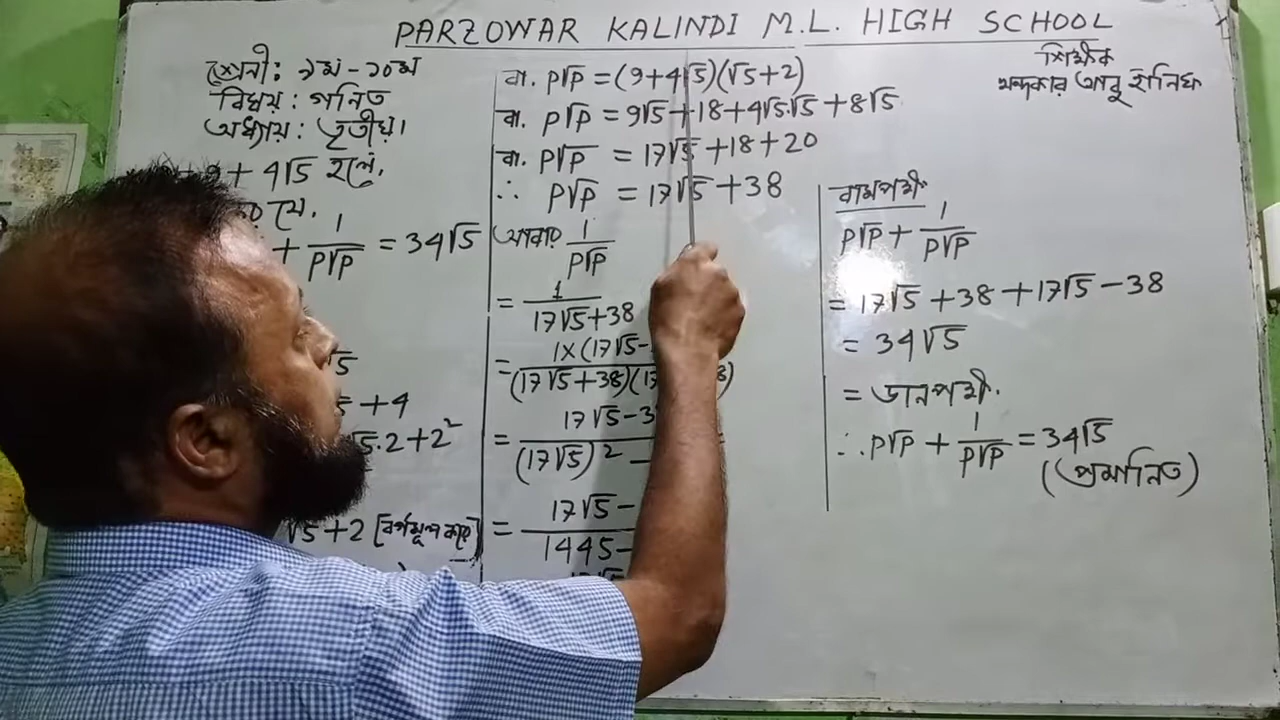 PARZOWAR KALINDI M.L. HIGH SCHOOL
শ্রেনী: ৯ম-১০ম
বিষয়: গনিত
অধ্যায়: তৃতীয়।
+ 4√5 হলে,
যে,
+ 1/P√P = 34√5
√5
+4
√5.2+2²
√5+2 [বর্গমূল করে]
বা, P√P = (9+4√5)(√5+2)
বা, P√P = 9√5+18+4√5.√5+8√5
বা, P√P = 17√5+18+20
∴ P√P = 17√5+38
আবার 1/P√P
= 1/17√5+38
= 1×(17√5-
(17√5+38)(17
= 17√5-3
(17√5)² -
= 17√5-
1445-
শিক্ষক
খন্দকার আবু হানিফ
বামপক্ষ
P√P + 1/P√P
= 17√5+38+17√5-38
= 34√5
= ডানপক্ষ.
∴ P√P + 1/P√P = 34√5
(প্রমানিত)